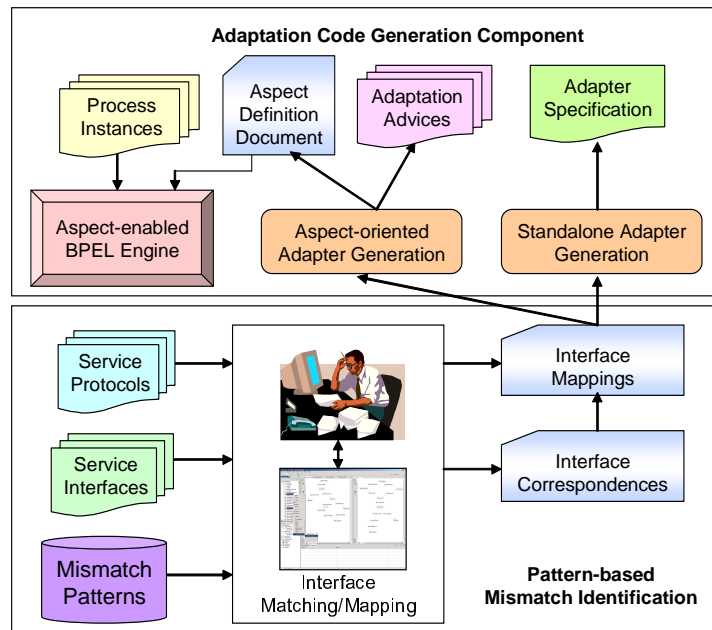 Adaptation Code Generation Component
Process
Instances
Aspect
Definition
Document
Adaptation
Advices
Adapter
Specification
Aspect-enabled
BPEL Engine
Aspect-oriented
Adapter Generation
Standalone Adapter
Generation
Service
Protocols
Interface
Mappings
Service
Interfaces
Interface
Correspondences
Mismatch
Patterns
Interface
Matching/Mapping
Pattern-based
Mismatch Identification